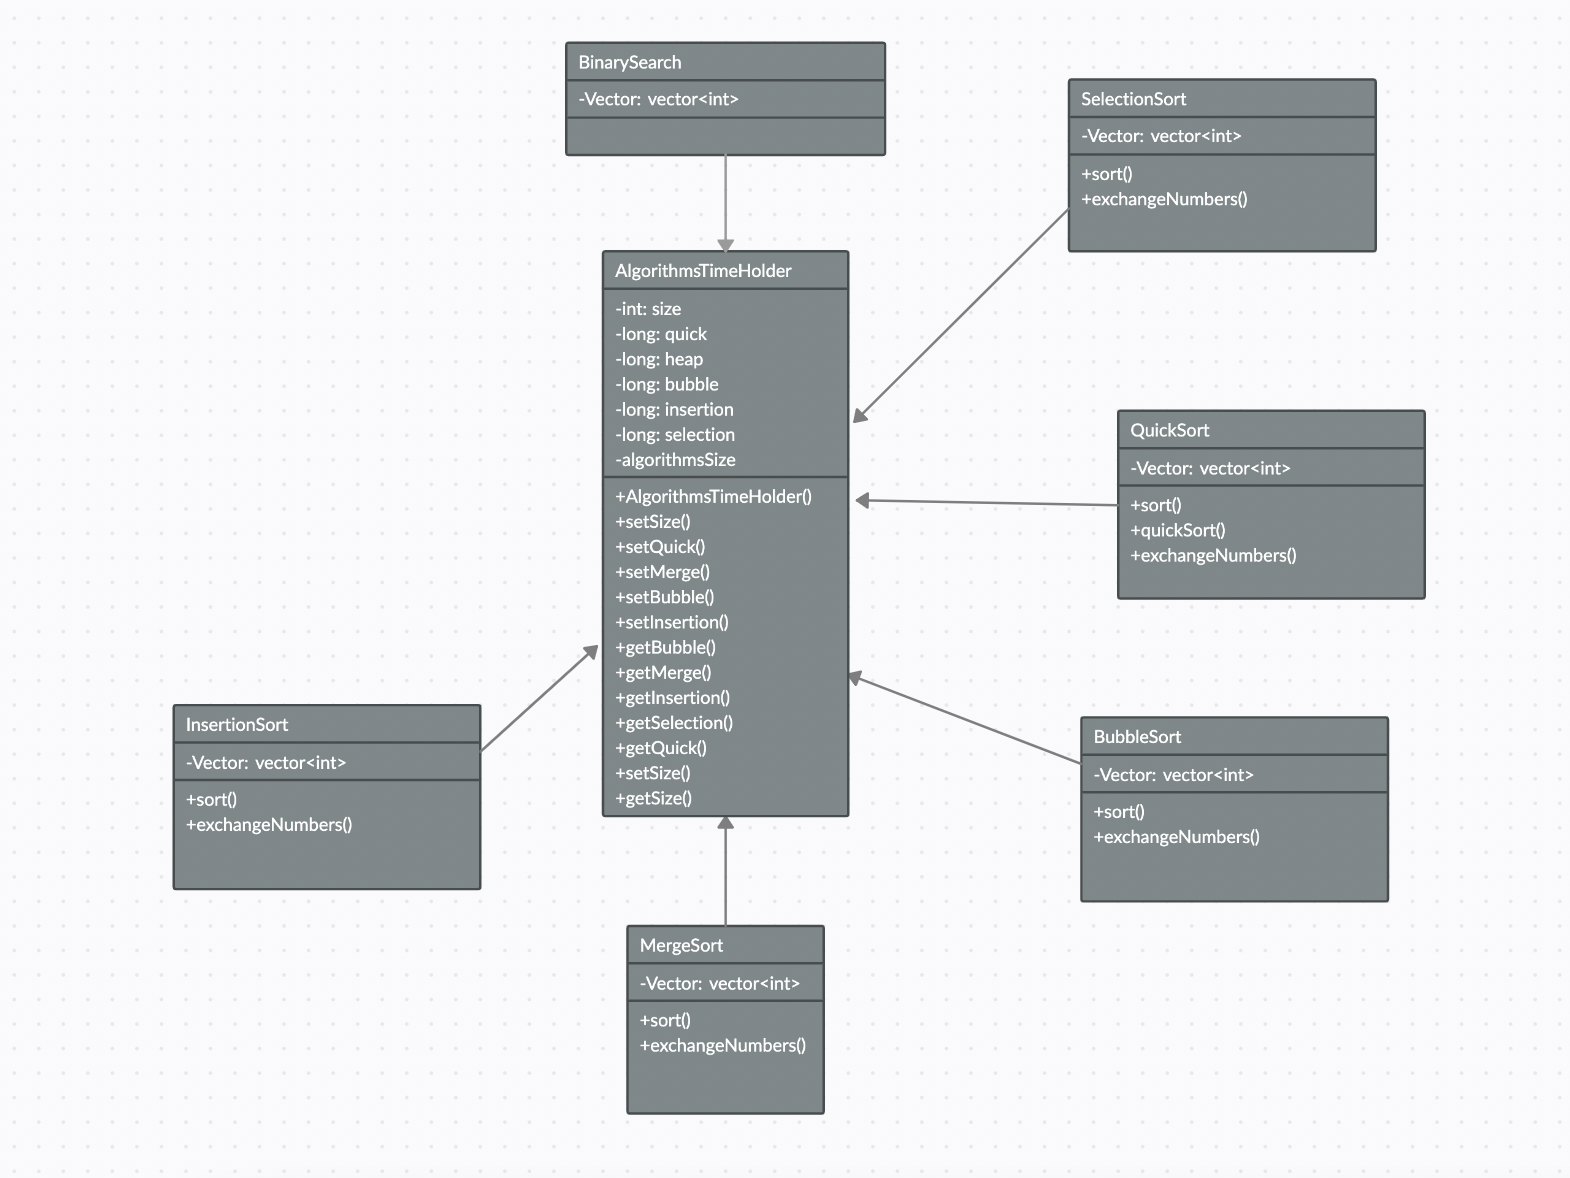 BinarySearch
-Vector: vector<int>
SelectionSort
-Vector: vector<int>
+sort()
+exchangeNumbers()
AlgorithmsTimeHolder
-int: size
-long: quick
-long: heap
-long: bubble
-long: insertion
-long: selection
-algorithmsSize
+AlgorithmsTimeHolder()
+setSize()
+setQuick()
+setMerge()
+setBubble()
+setInsertion()
+getBubble()
+getMerge()
+getInsertion()
+getSelection()
+getQuick()
+setSize()
+getSize()
QuickSort
-Vector: vector<int>
+sort()
+quickSort()
+exchangeNumbers()
InsertionSort
-Vector: vector<int>
+sort()
+exchangeNumbers()
BubbleSort
-Vector: vector<int>
+sort()
+exchangeNumbers()
MergeSort
-Vector: vector<int>
+sort()
+exchangeNumbers()